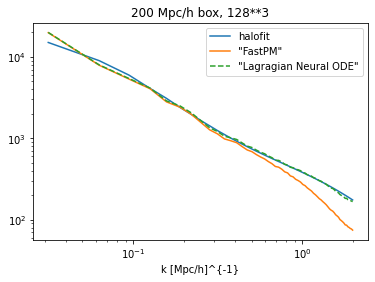 200 Mpc/h box, 128**3
halofit
"FastPM"
"Lagragian Neural ODE"
10^4
10^3
10^2
10^{-1}
10^0
k [Mpc/h]^{-1}